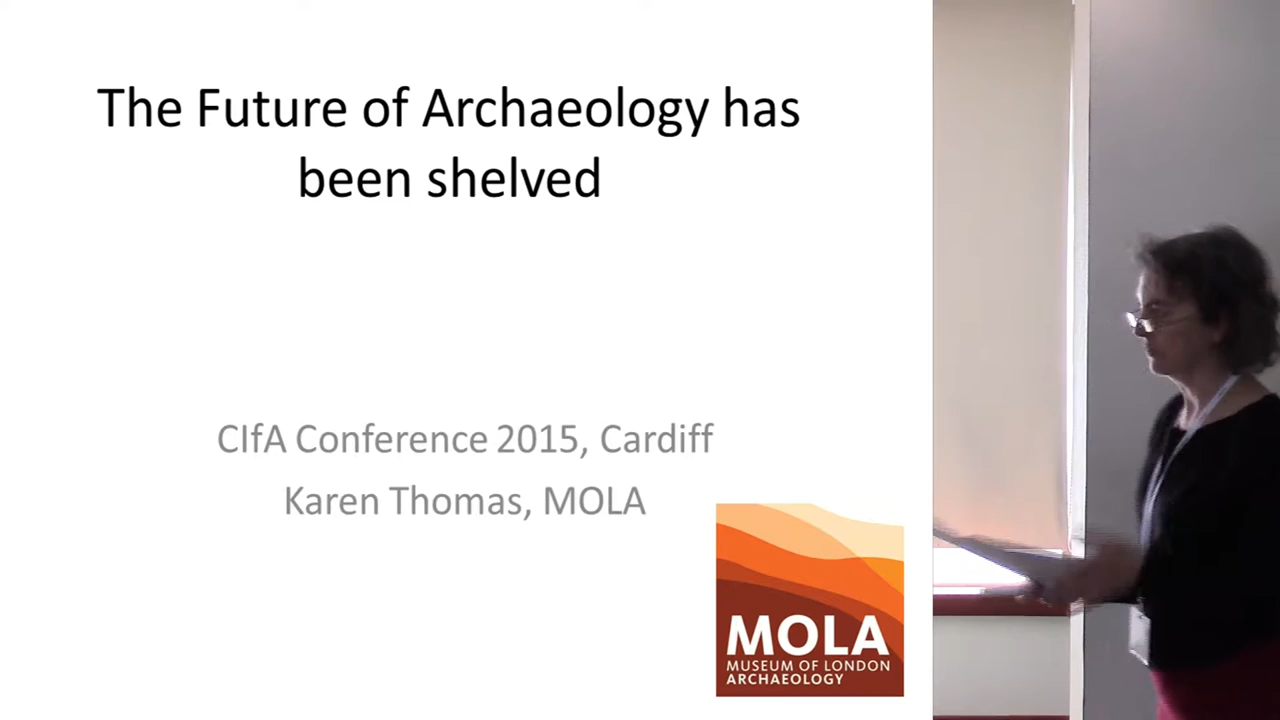 The Future of Archaeology has
been shelved
CIfA Conference 2015, Cardiff
Karen Thomas, MOLA
MOLA
MUSEUM OF LONDON
ARCHAEOLOGY